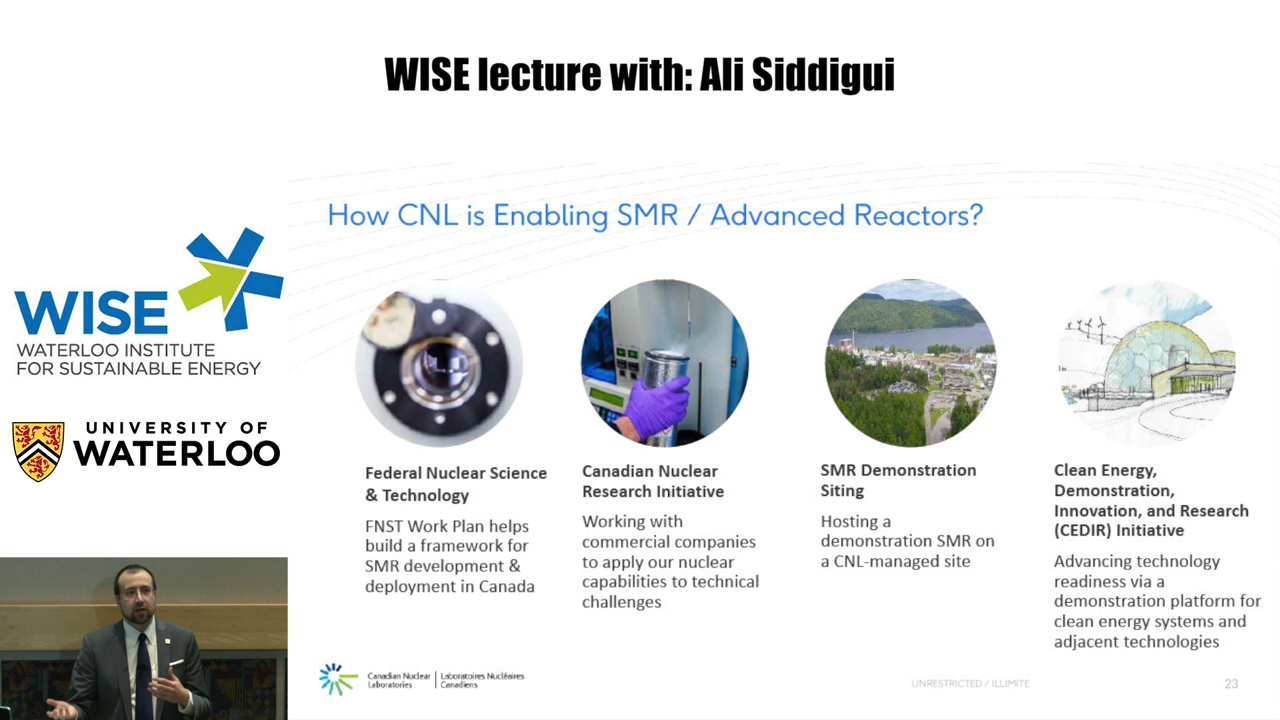 WISE lecture with: Ali Siddigui
How CNL is Enabling SMR / Advanced Reactors?
WISE
WATERLOO INSTITUTE
FOR SUSTAINABLE ENERGY
UNIVERSITY OF
WATERLOO
Federal Nuclear Science
& Technology
FNST Work Plan helps
build a framework for
SMR development &
deployment in Canada
Canadian Nuclear
Research Initiative
Working with
commercial companies
to apply our nuclear
capabilities to technical
challenges
SMR Demonstration
Siting
Hosting a
demonstration SMR on
a CNL-managed site
Clean Energy,
Demonstration,
Innovation, and Research
(CEDIR) Initiative
Advancing technology
readiness via a
demonstration platform for
clean energy systems and
adjacent technologies
Canadian Nuclear
Laboratories
Laboratoires Nucléaires
Canadiens
UNRESTRICTED / ILLIMITE
23